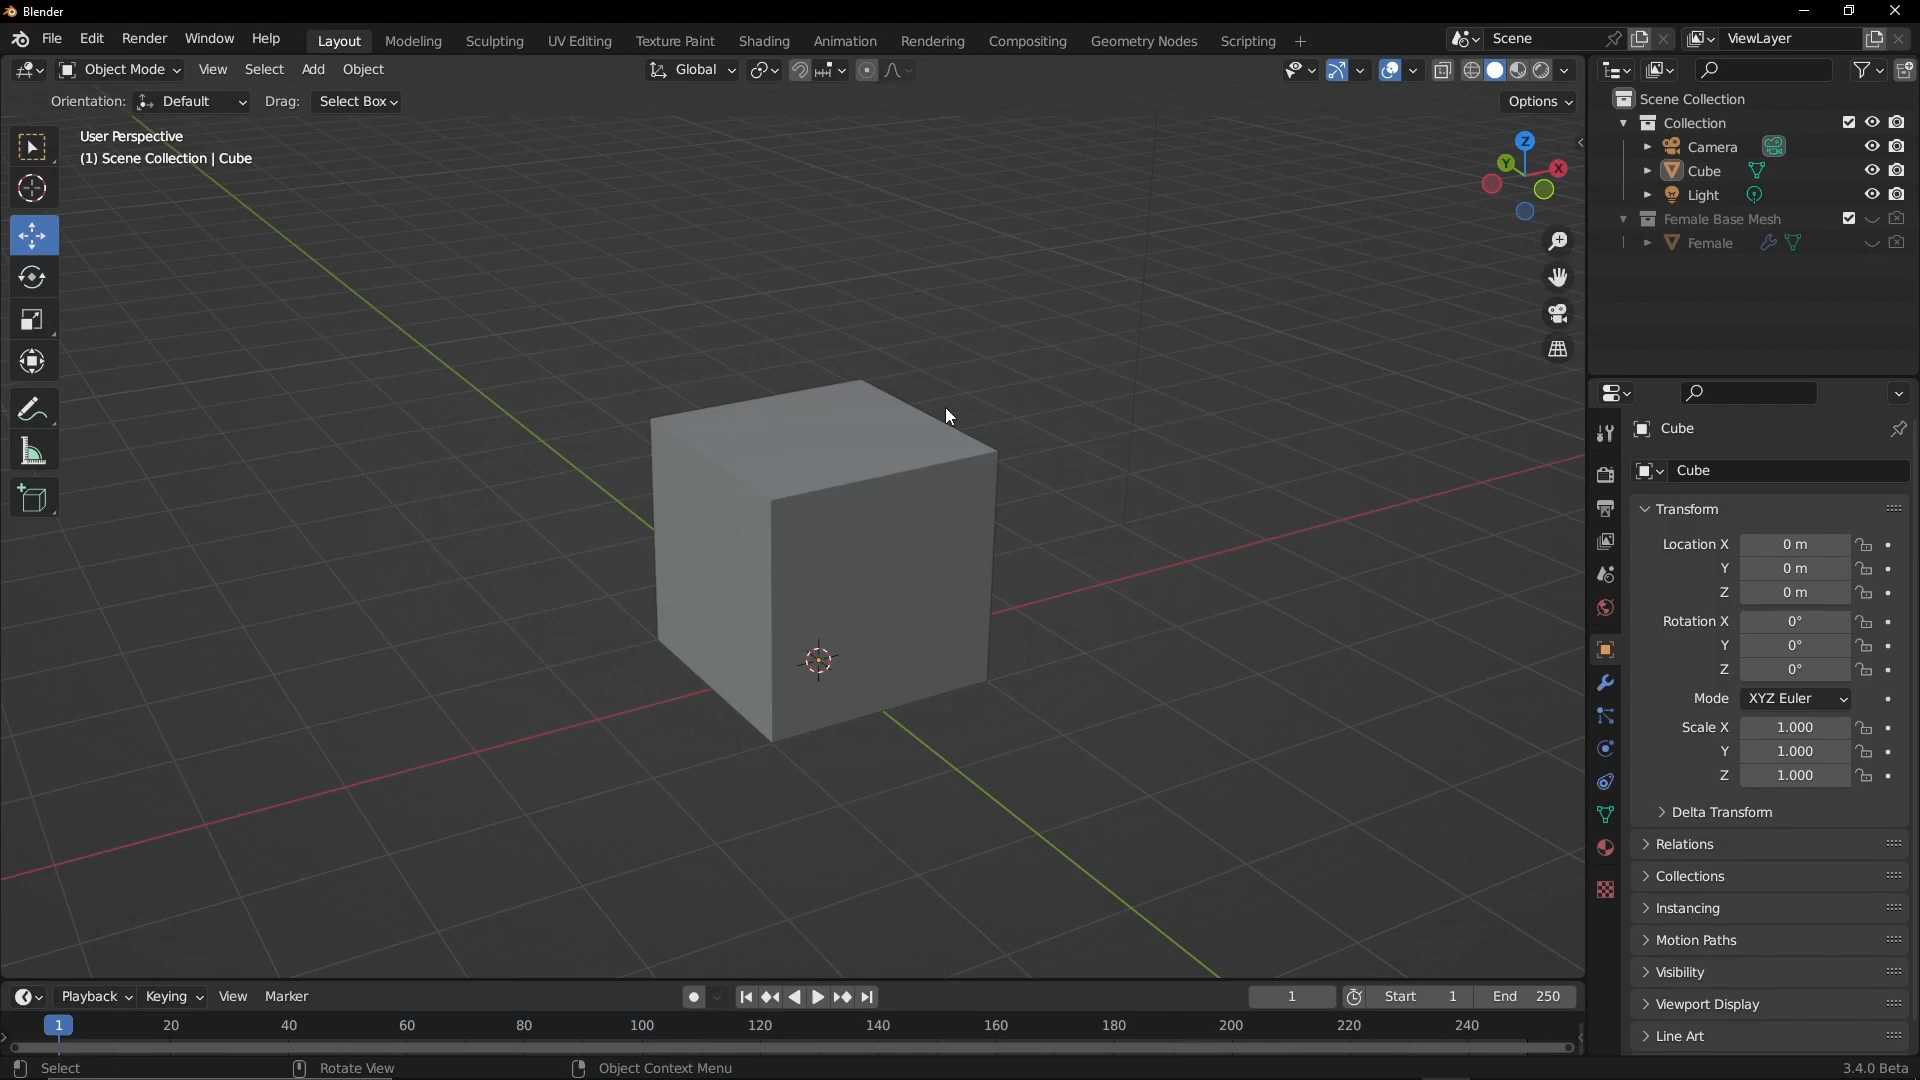 Blender
File Edit Render Window Help Layout Modeling Sculpting UV Editing Texture Paint Shading Animation Rendering Compositing Geometry Nodes Scripting + Scene ViewLayer
Object Mode View Select Add Object Global
Orientation: Default Drag: Select Box Options
User Perspective
(1) Scene Collection | Cube
Z
Y
X
Scene Collection
Collection
Camera
Cube
Light
Female Base Mesh
Female
Cube
Cube
Transform
Location X 0 m
Y 0 m
Z 0 m
Rotation X 0°
Y 0°
Z 0°
Mode XYZ Euler
Scale X 1.000
Y 1.000
Z 1.000
Delta Transform
Relations
Collections
Instancing
Motion Paths
Visibility
Viewport Display
Line Art
Playback Keying View Marker 1 Start 1 End 250
1 20 40 60 80 100 120 140 160 180 200 220 240
Select Rotate View Object Context Menu 3.4.0 Beta